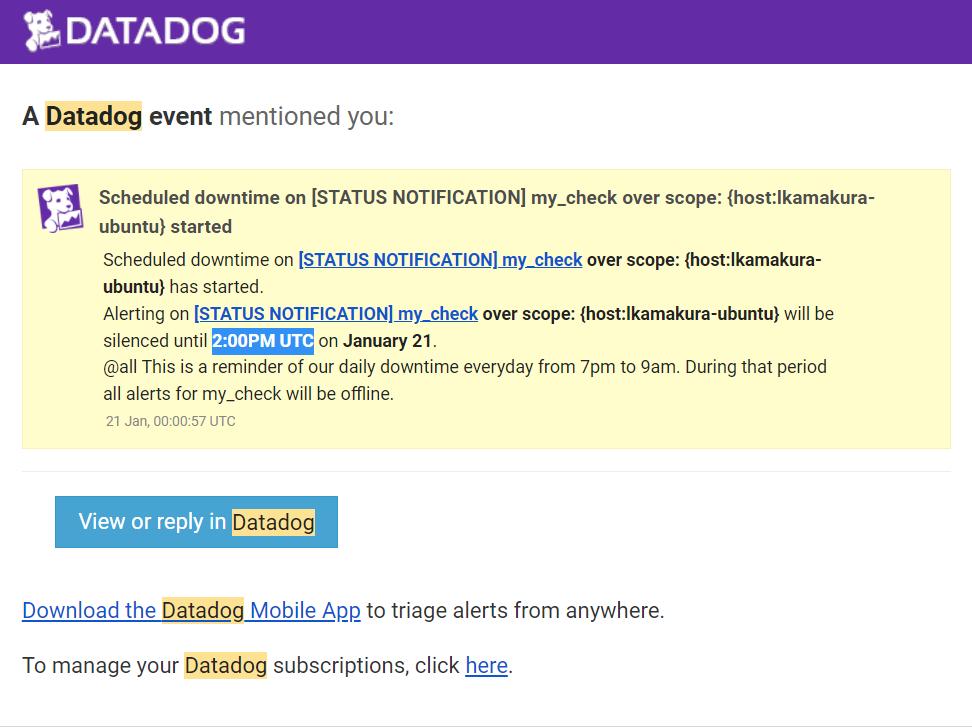 DATADOG
A Datadog event mentioned you:
Scheduled downtime on [STATUS NOTIFICATION] my_check over scope: {host:lkamakura-
ubuntu} started
Scheduled downtime on [STATUS NOTIFICATION] my_check over scope: {host:lkamakura-
ubuntu} has started.
Alerting on [STATUS NOTIFICATION] my_check over scope: {host:lkamakura-ubuntu} will be
silenced until 2:00PM UTC on January 21.
@all This is a reminder of our daily downtime everyday from 7pm to 9am. During that period
all alerts for my_check will be offline.
21 Jan, 00:00:57 UTC
View or reply in Datadog
Download the Datadog Mobile App to triage alerts from anywhere.
To manage your Datadog subscriptions, click here.